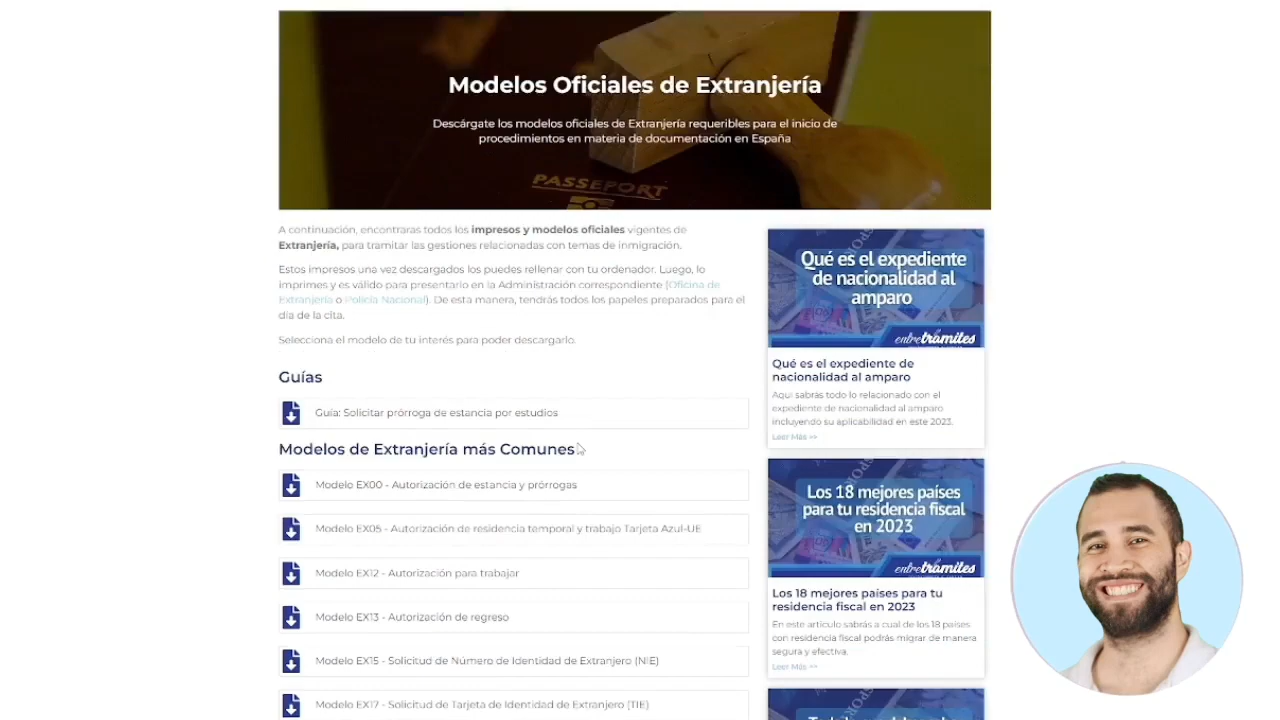 Modelos Oficiales de Extranjería
Descárgate los modelos oficiales de Extranjería requeribles para el inicio de
procedimientos en materia de documentación en España
PASSEPORT
A continuación, encontraras todos los impresos y modelos oficiales vigentes de
Extranjería, para tramitar las gestiones relacionadas con temas de inmigración.
Estos impresos una vez descargados los puedes rellenar con tu ordenador. Luego, lo
imprimes y es válido para presentarlo en la Administración correspondiente (Oficina de
Extranjería o Policía Nacional). De esta manera, tendrás todos los papeles preparados para el
día de la cita.
Selecciona el modelo de tu interés para poder descargarlo.
Guías
Guía: Solicitar prórroga de estancia por estudios
Modelos de Extranjería más Comunes
Modelo EX00 - Autorización de estancia y prórrogas
Modelo EX05 - Autorización de residencia temporal y trabajo Tarjeta Azul-UE
Modelo EX12 - Autorización para trabajar
Modelo EX13 - Autorización de regreso
Modelo EX15 - Solicitud de Número de Identidad de Extranjero (NIE)
Modelo EX17 - Solicitud de Tarjeta de Identidad de Extranjero (TIE)
Qué es el expediente
de nacionalidad al
amparo
entretrámites
Qué es el expediente de
nacionalidad al amparo
Aquí sabrás todo lo relacionado con el
expediente de nacionalidad al amparo
incluyendo su aplicabilidad en este 2023.
Leer Más >>
Los 18 mejores países
para tu residencia fiscal
en 2023
entretrámites
Los 18 mejores países para tu
residencia fiscal en 2023
En este artículo sabrás a cual de los 18 países
con residencia fiscal podrás migrar de manera
segura y efectiva.
Leer Más >>